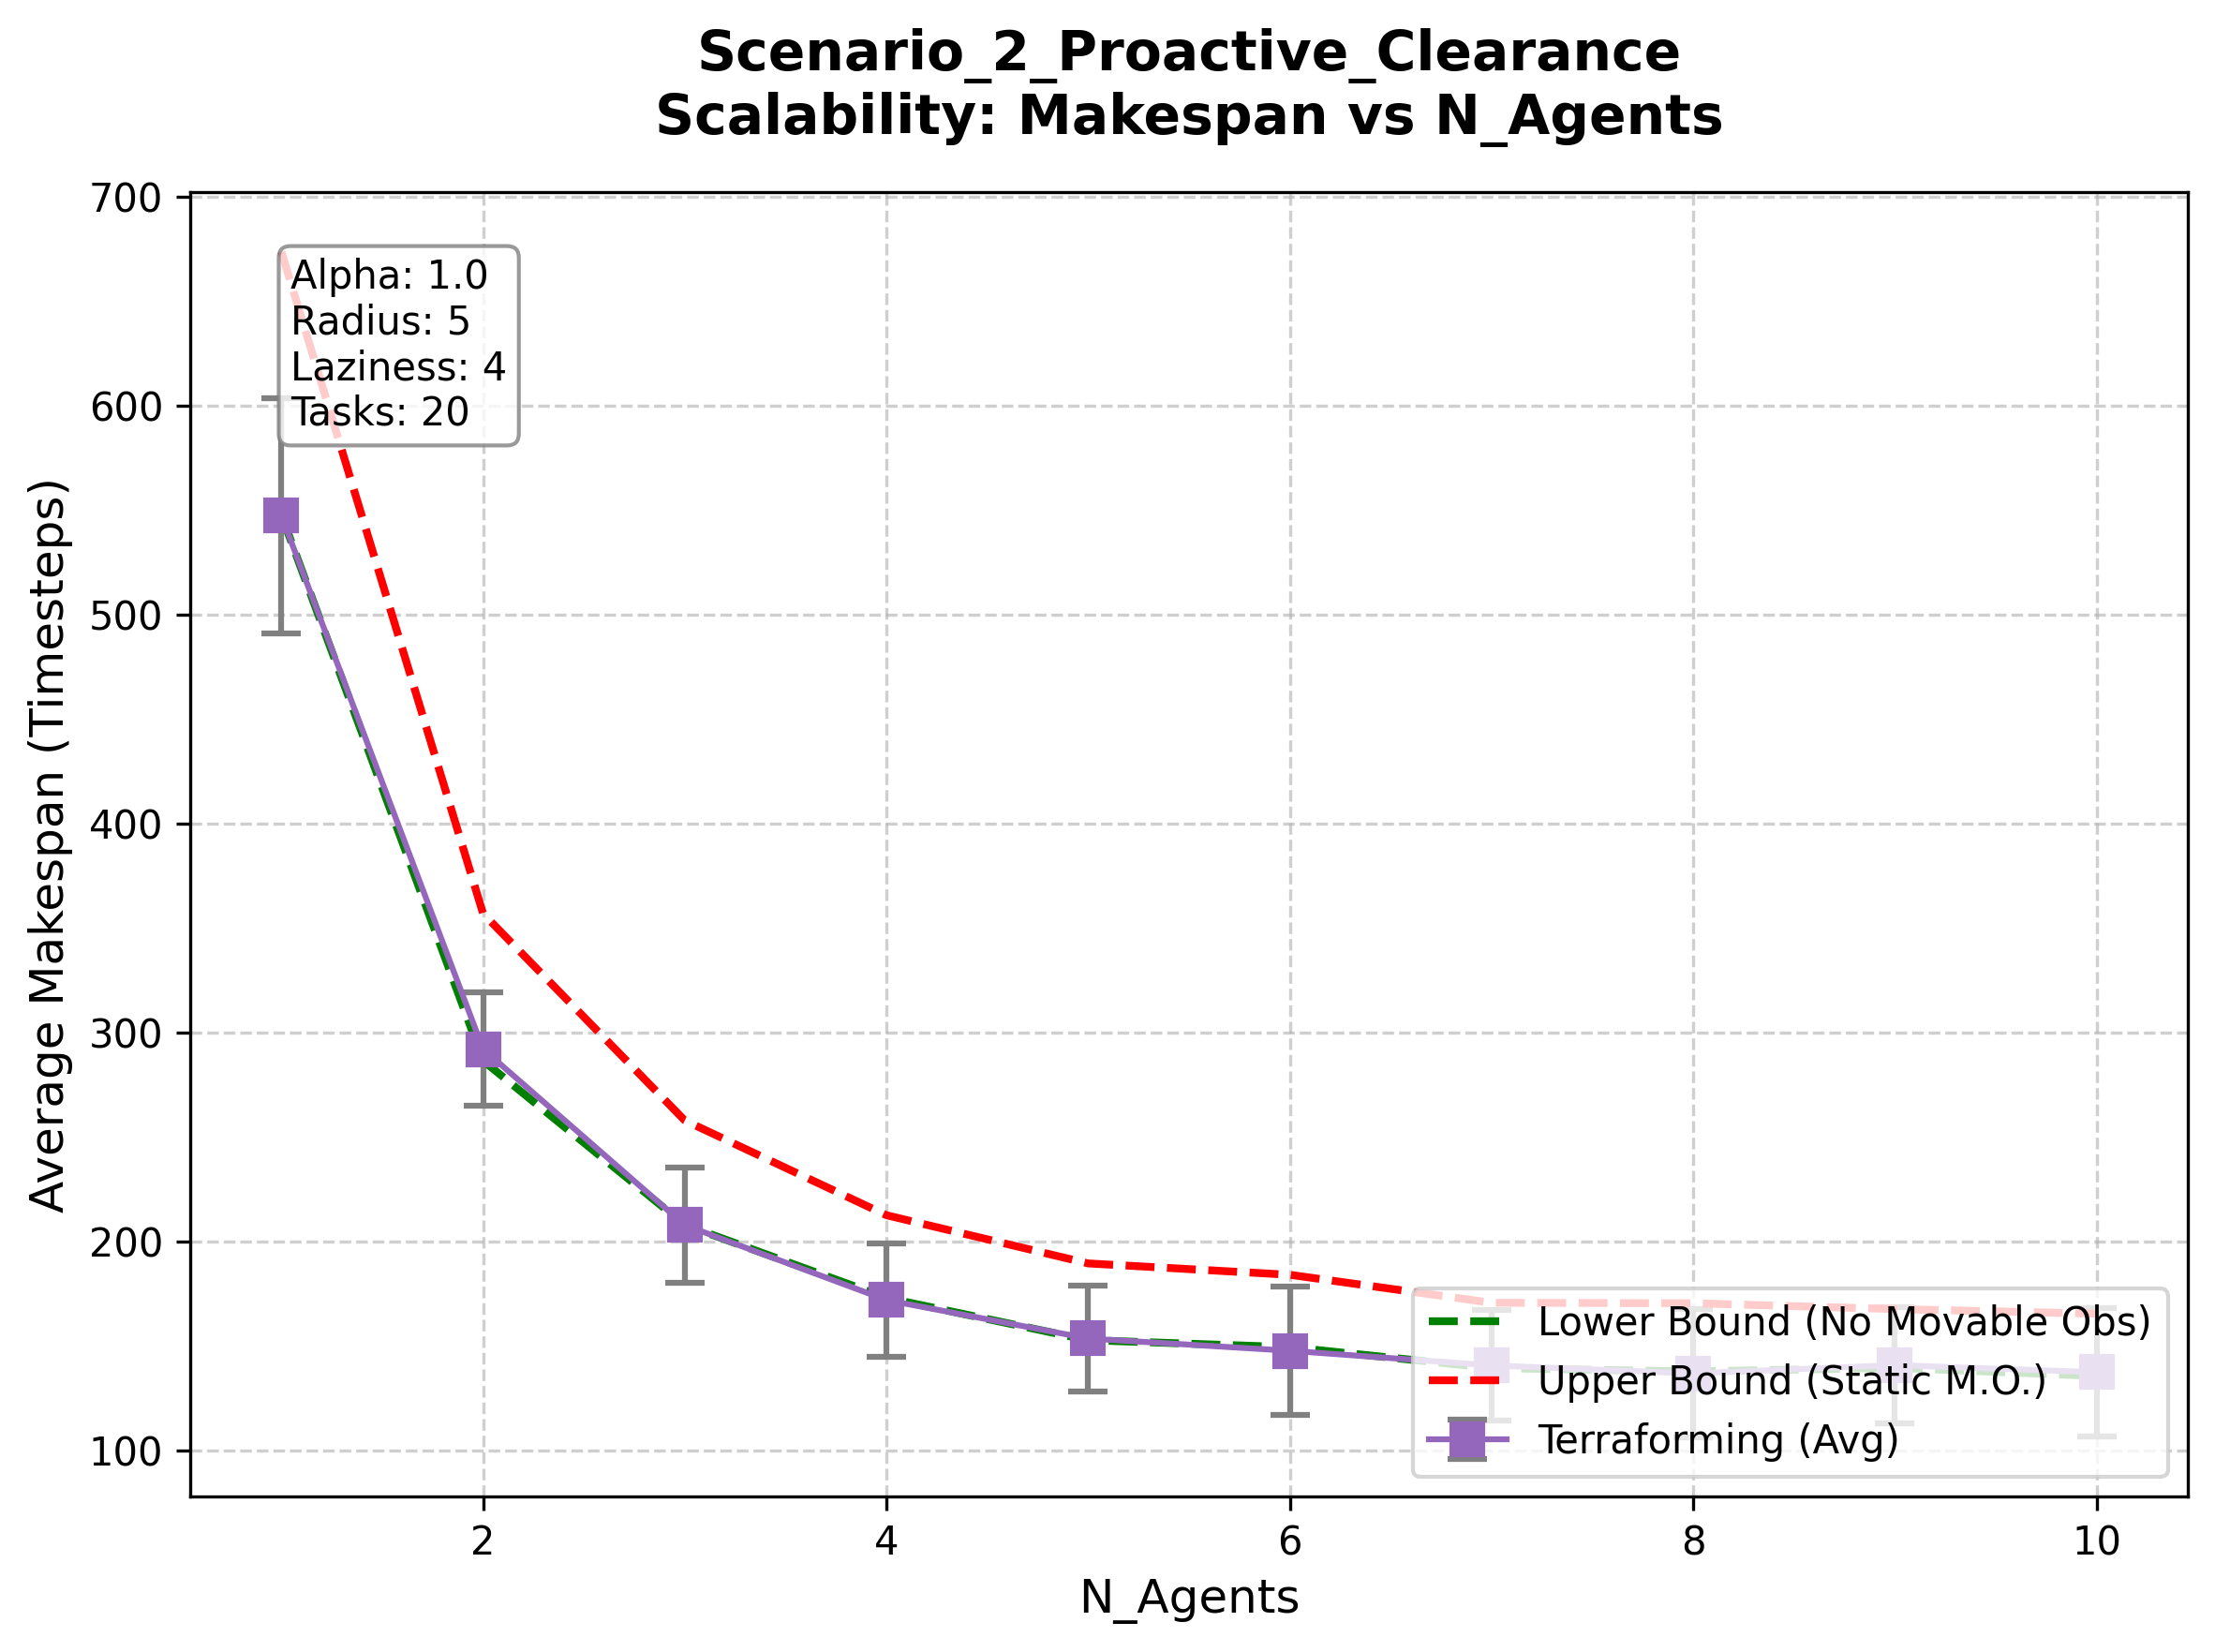 Scenario_2_Proactive_Clearance
Scalability: Makespan vs N_Agents
Average Makespan (Timesteps)
700
600
500
400
300
200
100
Alpha: 1.0
Radius: 5
Laziness: 4
Tasks: 20
Lower Bound (No Movable Obs)
Upper Bound (Static M.O.)
Terraforming (Avg)
2
4
6
8
10
N_Agents